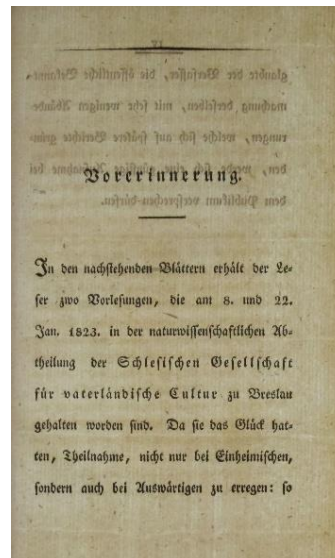 Vorerinnerung.
In den nachstehenden Blättern erhält der Le-
ser zwo Vorlesungen, die am 8. und 22.
Jan. 1823. in der naturwissenschaftlichen Ab-
theilung der Schlesischen Gesellschaft
für vaterländische Cultur zu Breslau
gehalten worden sind. Da sie das Glück hat-
ten, Theilnahme, nicht nur bei Einheimischen,
sondern auch bei Auswärtigen zu erregen: so